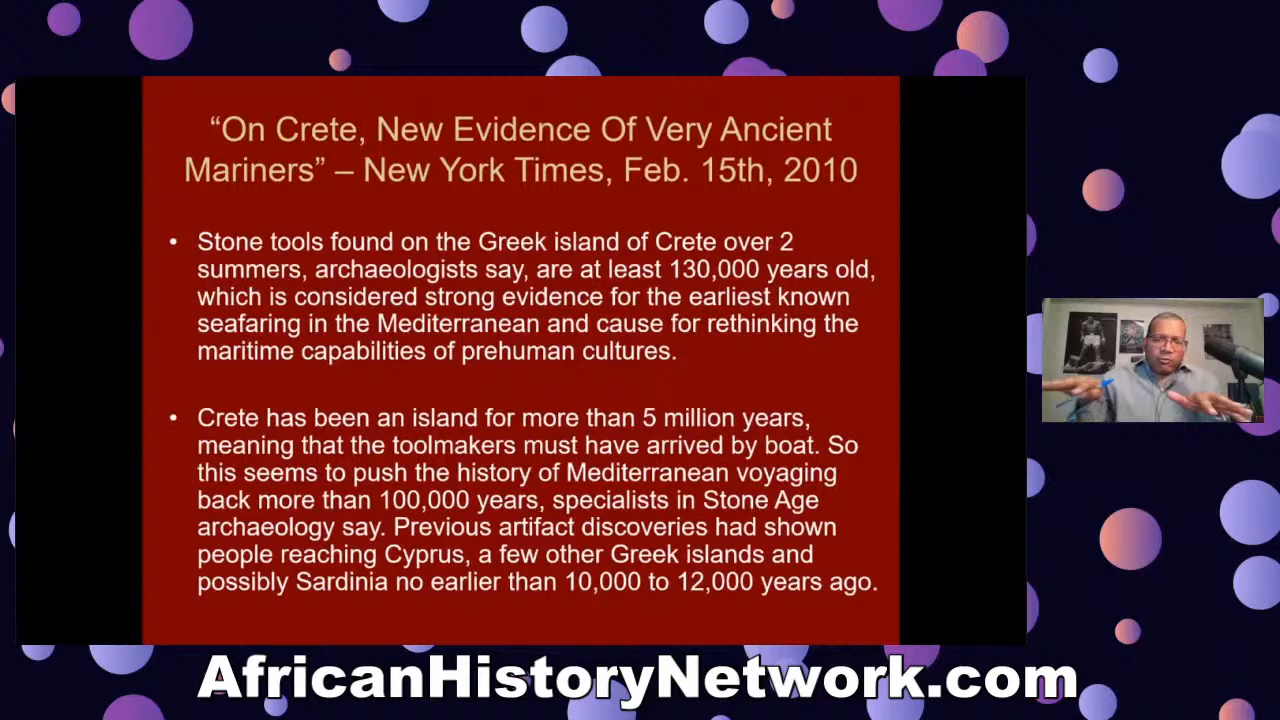 “On Crete, New Evidence Of Very Ancient
Mariners” – New York Times, Feb. 15th, 2010
• Stone tools found on the Greek island of Crete over 2
summers, archaeologists say, are at least 130,000 years old,
which is considered strong evidence for the earliest known
seafaring in the Mediterranean and cause for rethinking the
maritime capabilities of prehuman cultures.
• Crete has been an island for more than 5 million years,
meaning that the toolmakers must have arrived by boat. So
this seems to push the history of Mediterranean voyaging
back more than 100,000 years, specialists in Stone Age
archaeology say. Previous artifact discoveries had shown
people reaching Cyprus, a few other Greek islands and
possibly Sardinia no earlier than 10,000 to 12,000 years ago.
AfricanHistoryNetwork.com